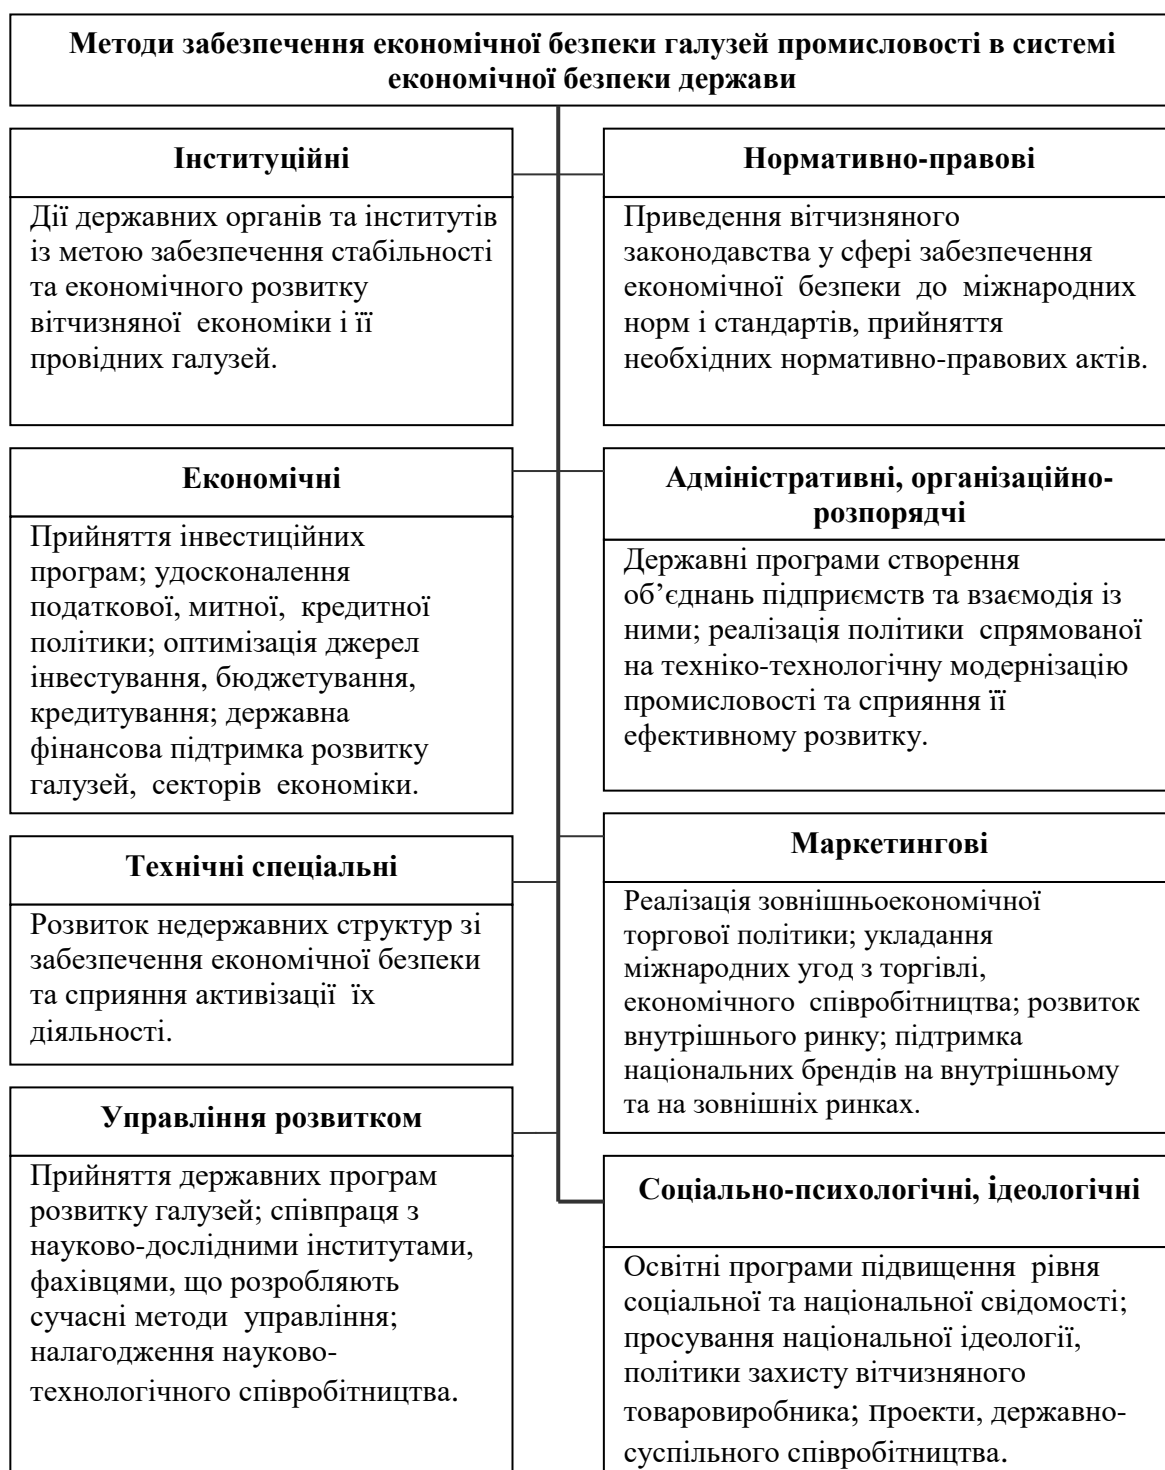 Методи забезпечення економічної безпеки галузей промисловості в системі
економічної безпеки держави
Інституційні
Дії державних органів та інститутів
із метою забезпечення стабільності
та економічного розвитку
вітчизняної економіки і її
провідних галузей.
Нормативно-правові
Приведення вітчизняного
законодавства у сфері забезпечення
економічної безпеки до міжнародних
норм і стандартів, прийняття
необхідних нормативно-правових актів.
Економічні
Прийняття інвестиційних
програм; удосконалення
податкової, митної, кредитної
політики; оптимізація джерел
інвестування, бюджетування,
кредитування; державна
фінансова підтримка розвитку
галузей, секторів економіки.
Адміністративні, організаційно-
розпорядчі
Державні програми створення
об’єднань підприємств та взаємодія із
ними; реалізація політики спрямованої
на техніко-технологічну модернізацію
промисловості та сприяння її
ефективному розвитку.
Технічні спеціальні
Розвиток недержавних структур зі
забезпечення економічної безпеки
та сприяння активізації їх
діяльності.
Маркетингові
Реалізація зовнішньоекономічної
торгової політики; укладання
міжнародних угод з торгівлі,
економічного співробітництва; розвиток
внутрішнього ринку; підтримка
національних брендів на внутрішньому
та на зовнішніх ринках.
Управління розвитком
Прийняття державних програм
розвитку галузей; співпраця з
науково-дослідними інститутами,
фахівцями, що розробляють
сучасні методи управління;
налагодження науково-
технологічного співробітництва.
Соціально-психологічні, ідеологічні
Освітні програми підвищення рівня
соціальної та національної свідомості;
просування національної ідеології,
політики захисту вітчизняного
товаровиробника; проекти, державно-
суспільного співробітництва.